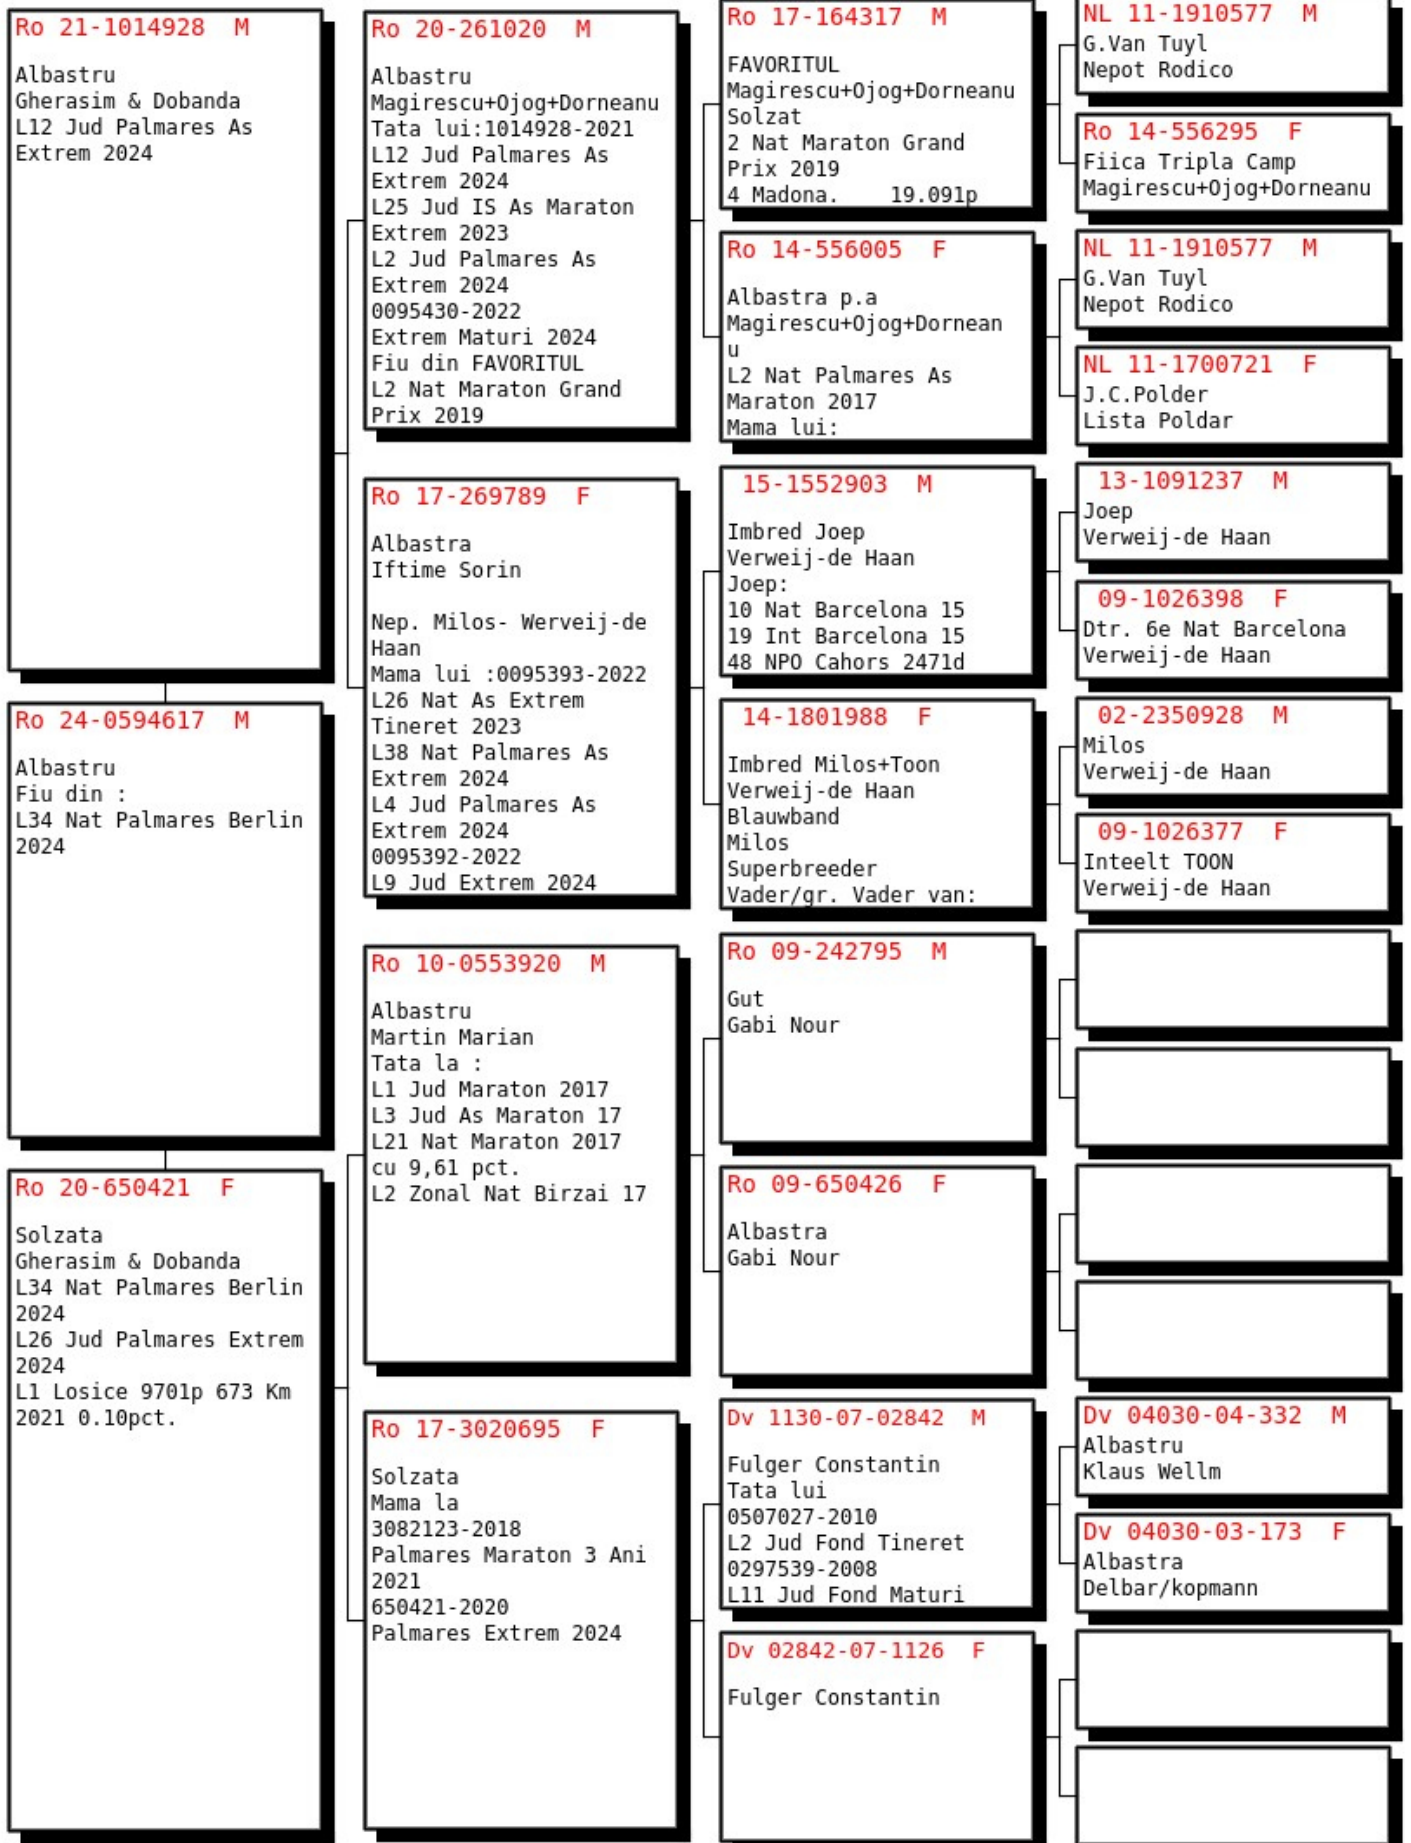 Ro 21-1014928  M
Albastru
Gherasim & Dobanda
L12 Jud Palmares As
Extrem 2024
Ro 24-0594617  M
Albastru
Fiu din :
L34 Nat Palmares Berlin
2024
Ro 20-650421  F
Solzata
Gherasim & Dobanda
L34 Nat Palmares Berlin
2024
L26 Jud Palmares Extrem
2024
L1 Losice 9701p 673 Km
2021 0.10pct.
Ro 20-261020  M
Albastru
Magirescu+Ojog+Dorneanu
Tata lui:1014928-2021
L12 Jud Palmares As
Extrem 2024
L25 Jud IS As Maraton
Extrem 2023
L2 Jud Palmares As
Extrem 2024
0095430-2022
Extrem Maturi 2024
Fiu din FAVORITUL
L2 Nat Maraton Grand
Prix 2019
Ro 17-269789  F
Albastra
Iftime Sorin
Nep. Milos- Werveij-de
Haan
Mama lui :0095393-2022
L26 Nat As Extrem
Tineret 2023
L38 Nat Palmares As
Extrem 2024
L4 Jud Palmares As
Extrem 2024
0095392-2022
L9 Jud Extrem 2024
Ro 10-0553920  M
Albastru
Martin Marian
Tata la :
L1 Jud Maraton 2017
L3 Jud As Maraton 17
L21 Nat Maraton 2017
cu 9,61 pct.
L2 Zonal Nat Birzai 17
Ro 17-3020695  F
Solzata
Mama la
3082123-2018
Palmares Maraton 3 Ani
2021
650421-2020
Palmares Extrem 2024
Ro 17-164317  M
FAVORITUL
Magirescu+Ojog+Dorneanu
Solzat
2 Nat Maraton Grand
Prix 2019
4 Madona.    19.091p
Ro 14-556005  F
Albastra p.a
Magirescu+Ojog+Dornean
u
L2 Nat Palmares As
Maraton 2017
Mama lui:
15-1552903  M
Imbred Joep
Verweij-de Haan
Joep:
10 Nat Barcelona 15
19 Int Barcelona 15
48 NPO Cahors 2471d
14-1801988  F
Imbred Milos+Toon
Verweij-de Haan
Blauwband
Milos
Superbreeder
Vader/gr. Vader van:
Ro 09-242795  M
Gut
Gabi Nour
Ro 09-650426  F
Albastra
Gabi Nour
Dv 1130-07-02842  M
Fulger Constantin
Tata lui
0507027-2010
L2 Jud Fond Tineret
0297539-2008
L11 Jud Fond Maturi
Dv 02842-07-1126  F
Fulger Constantin
NL 11-1910577  M
G.Van Tuyl
Nepot Rodico
Ro 14-556295  F
Fiica Tripla Camp
Magirescu+Ojog+Dorneanu
NL 11-1910577  M
G.Van Tuyl
Nepot Rodico
NL 11-1700721  F
J.C.Polder
Lista Poldar
13-1091237  M
Joep
Verweij-de Haan
09-1026398  F
Dtr. 6e Nat Barcelona
Verweij-de Haan
02-2350928  M
Milos
Verweij-de Haan
09-1026377  F
Inteelt TOON
Verweij-de Haan
Dv 04030-04-332  M
Albastru
Klaus Wellm
Dv 04030-03-173  F
Albastra
Delbar/kopmann